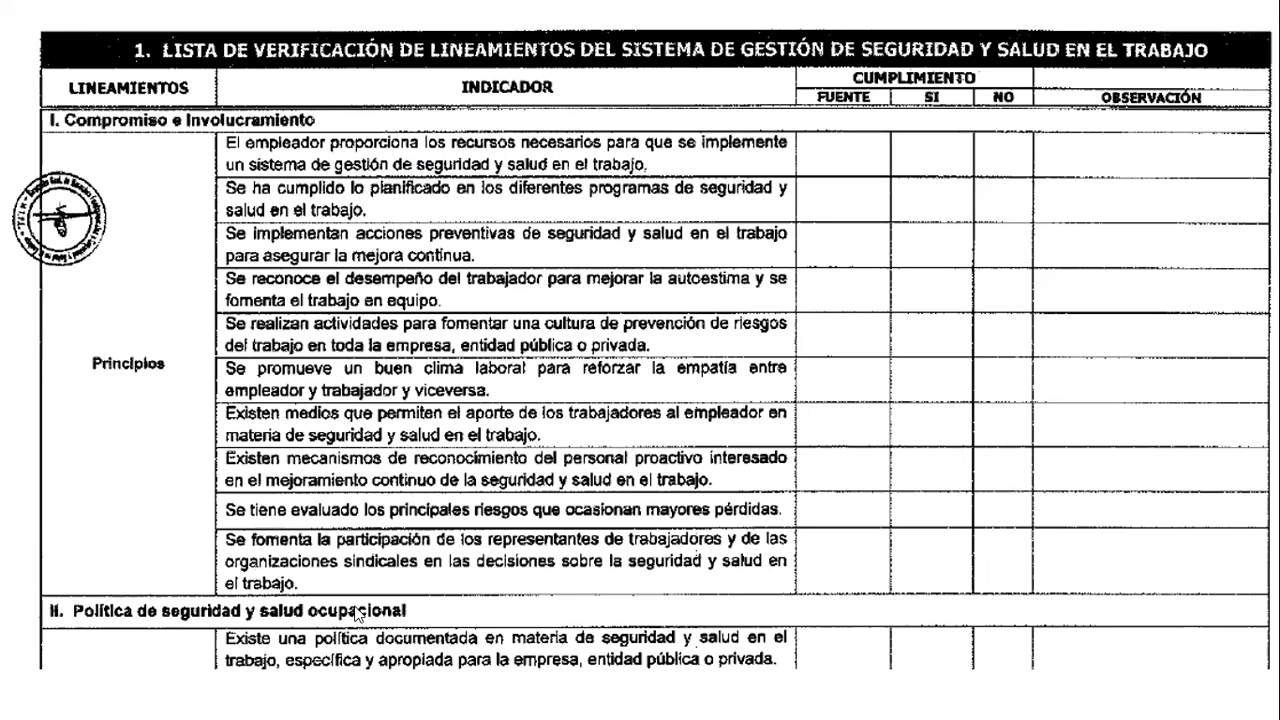 1. LISTA DE VERIFICACIÓN DE LINEAMIENTOS DEL SISTEMA DE GESTIÓN DE SEGURIDAD Y SALUD EN EL TRABAJO
LINEAMIENTOS
INDICADOR
CUMPLIMIENTO
FUENTE
SI
NO
OBSERVACIÓN
I. Compromiso e Involucramiento
Principios
El empleador proporciona los recursos necesarios para que se implemente
un sistema de gestión de seguridad y salud en el trabajo.
Se ha cumplido lo planificado en los diferentes programas de seguridad y
salud en el trabajo.
Se implementan acciones preventivas de seguridad y salud en el trabajo
para asegurar la mejora continua.
Se reconoce el desempeño del trabajador para mejorar la autoestima y se
fomenta el trabajo en equipo.
Se realizan actividades para fomentar una cultura de prevención de riesgos
del trabajo en toda la empresa, entidad pública o privada.
Se promueve un buen clima laboral para reforzar la empatía entre
empleador y trabajador y viceversa.
Existen medios que permiten el aporte de los trabajadores al empleador en
materia de seguridad y salud en el trabajo.
Existen mecanismos de reconocimiento del personal proactivo interesado
en el mejoramiento continuo de la seguridad y salud en el trabajo.
Se tiene evaluado los principales riesgos que ocasionan mayores pérdidas.
Se fomenta la participación de los representantes de trabajadores y de las
organizaciones sindicales en las decisiones sobre la seguridad y salud en
el trabajo.
II. Política de seguridad y salud ocupacional
Existe una política documentada en materia de seguridad y salud en el
trabajo, específica y apropiada para la empresa, entidad pública o privada.